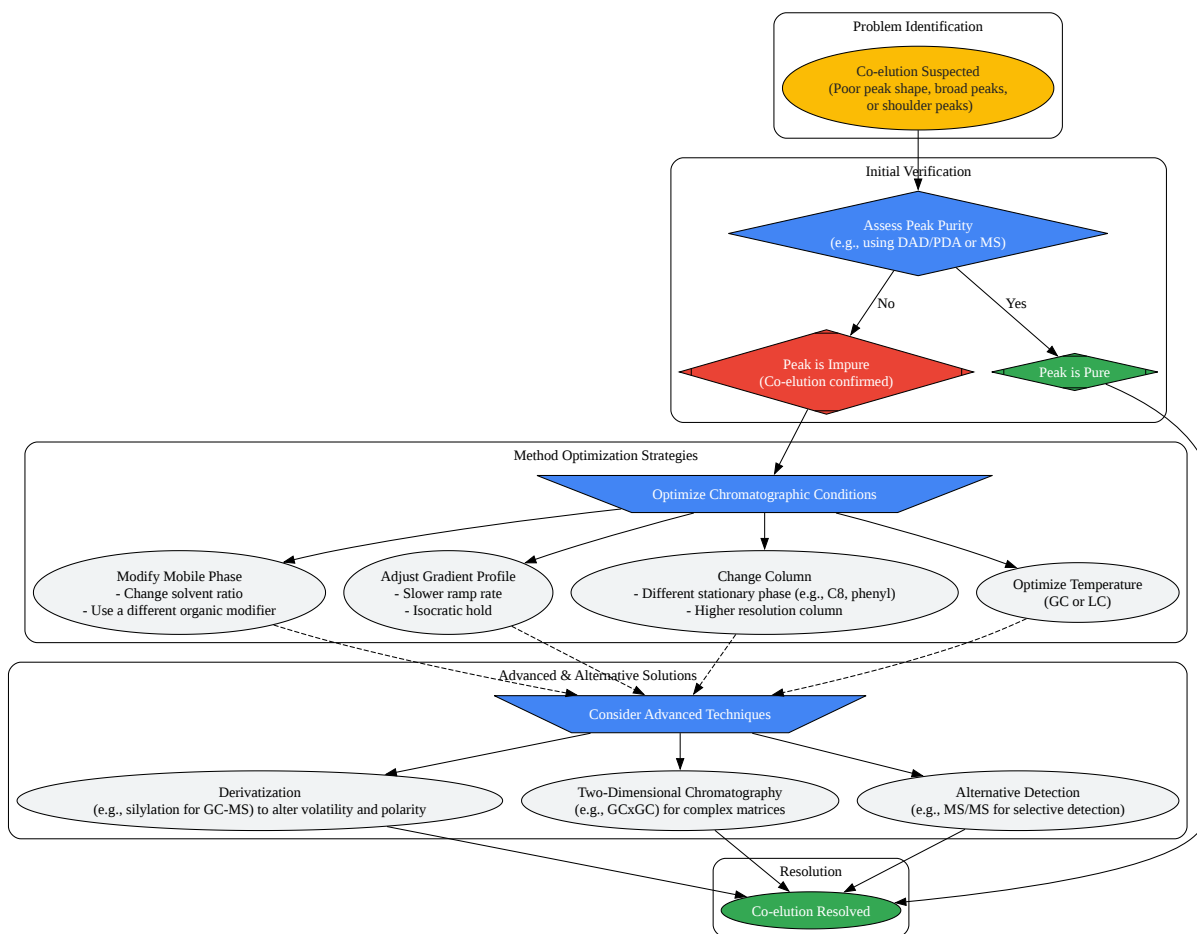 Problem Identification
Co-elution Suspected
(Poor peak shape, broad peaks,
or shoulder peaks)
Initial Verification
Assess Peak Purity
(e.g., using DAD/PDA or MS)
No
Yes
Peak is Impure
(Co-elution confirmed)
Peak is Pure
Method Optimization Strategies
Optimize Chromatographic Conditions
Modify Mobile Phase
- Change solvent ratio
- Use a different organic modifier
Adjust Gradient Profile
- Slower ramp rate
- Isocratic hold
Change Column
- Different stationary phase (e.g., C8, phenyl)
- Higher resolution column
Optimize Temperature
(GC or LC)
Advanced & Alternative Solutions
Consider Advanced Techniques
Derivatization
(e.g., silylation for GC-MS) to alter volatility and polarity
Two-Dimensional Chromatography
(e.g., GCxGC) for complex matrices
Alternative Detection
(e.g., MS/MS for selective detection)
Resolution
Co-elution Resolved